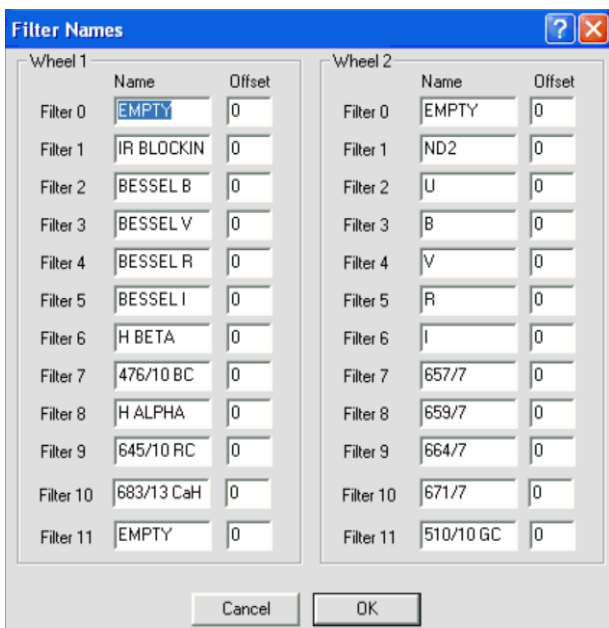 Filter Names
Wheel 1
Name Offset
Filter 0 EMPTY 0
Filter 1 IR BLOCKIN 0
Filter 2 BESSEL B 0
Filter 3 BESSEL V 0
Filter 4 BESSEL R 0
Filter 5 BESSEL I 0
Filter 6 H BETA 0
Filter 7 476/10 BC 0
Filter 8 H ALPHA 0
Filter 9 645/10 RC 0
Filter 10 683/13 CaH 0
Filter 11 EMPTY 0
Wheel 2
Name Offset
Filter 0 EMPTY 0
Filter 1 ND2 0
Filter 2 U 0
Filter 3 B 0
Filter 4 V 0
Filter 5 R 0
Filter 6 I 0
Filter 7 657/7 0
Filter 8 659/7 0
Filter 9 664/7 0
Filter 10 671/7 0
Filter 11 510/10 GC 0
Cancel OK